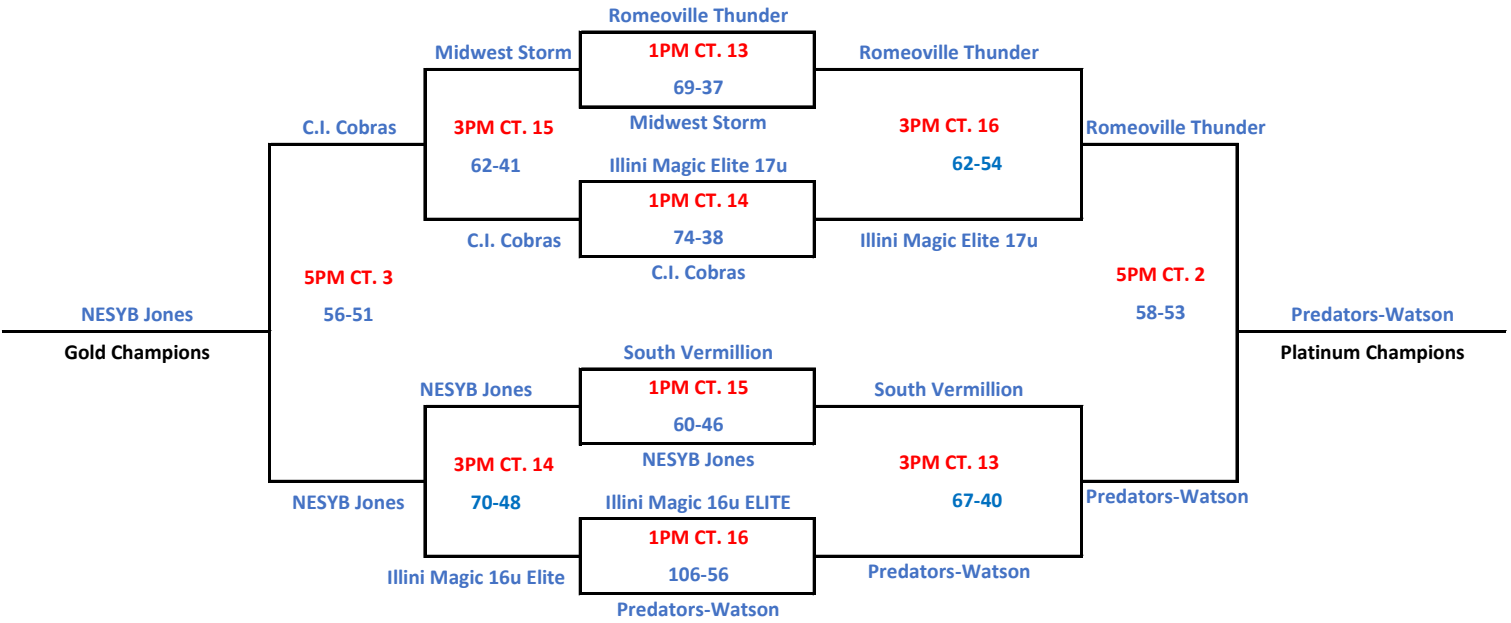 Romeoville Thunder
Midwest Storm
1PM CT. 13
Romeoville Thunder
69-37
C.I. Cobras
3PM CT. 15
Midwest Storm
3PM CT. 16
Romeoville Thunder
62-41
Illini Magic Elite 17u
62-54
1PM CT. 14
C.I. Cobras
74-38
Illini Magic Elite 17u
C.I. Cobras
5PM CT. 3
5PM CT. 2
NESYB Jones
56-51
58-53
Predators-Watson
Gold Champions
South Vermillion
Platinum Champions
NESYB Jones
1PM CT. 15
South Vermillion
60-46
3PM CT. 14
NESYB Jones
3PM CT. 13
NESYB Jones
70-48
Illini Magic 16u ELITE
67-40
Predators-Watson
1PM CT. 16
Illini Magic 16u Elite
106-56
Predators-Watson
Predators-Watson